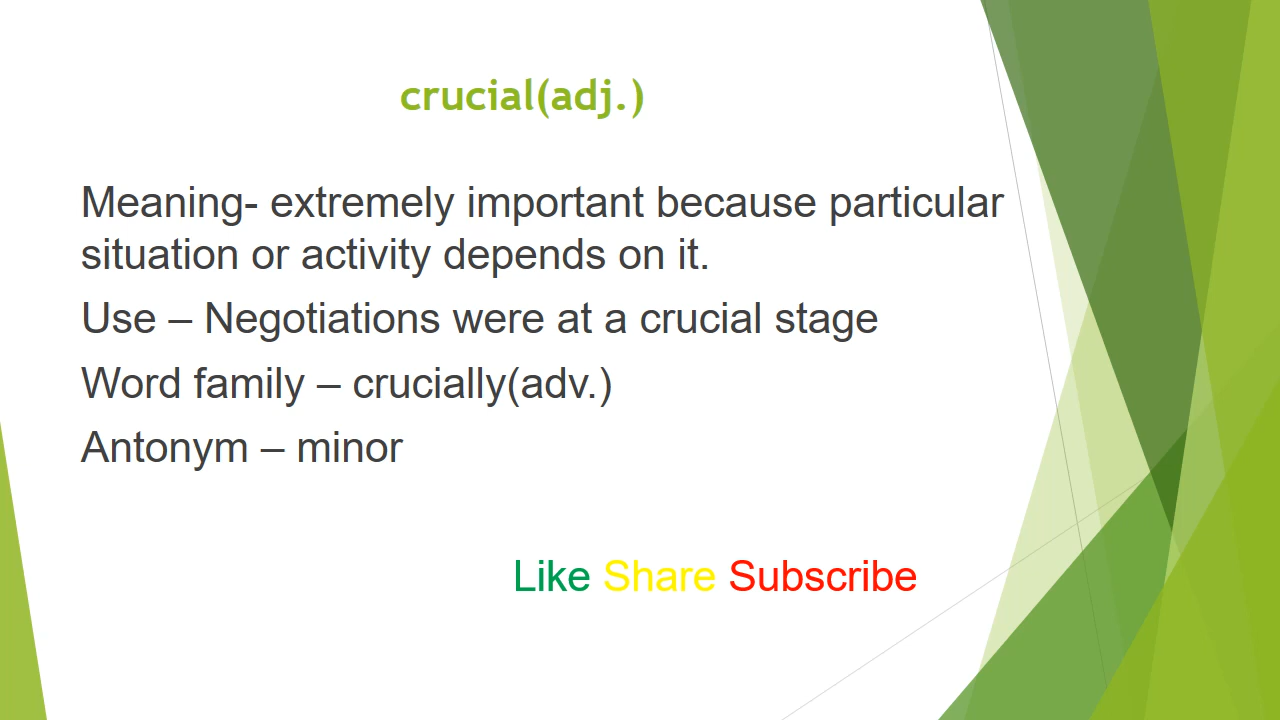 crucial(adj.)
Meaning- extremely important because particular
situation or activity depends on it.
Use – Negotiations were at a crucial stage
Word family – crucially(adv.)
Antonym – minor
Like Share Subscribe